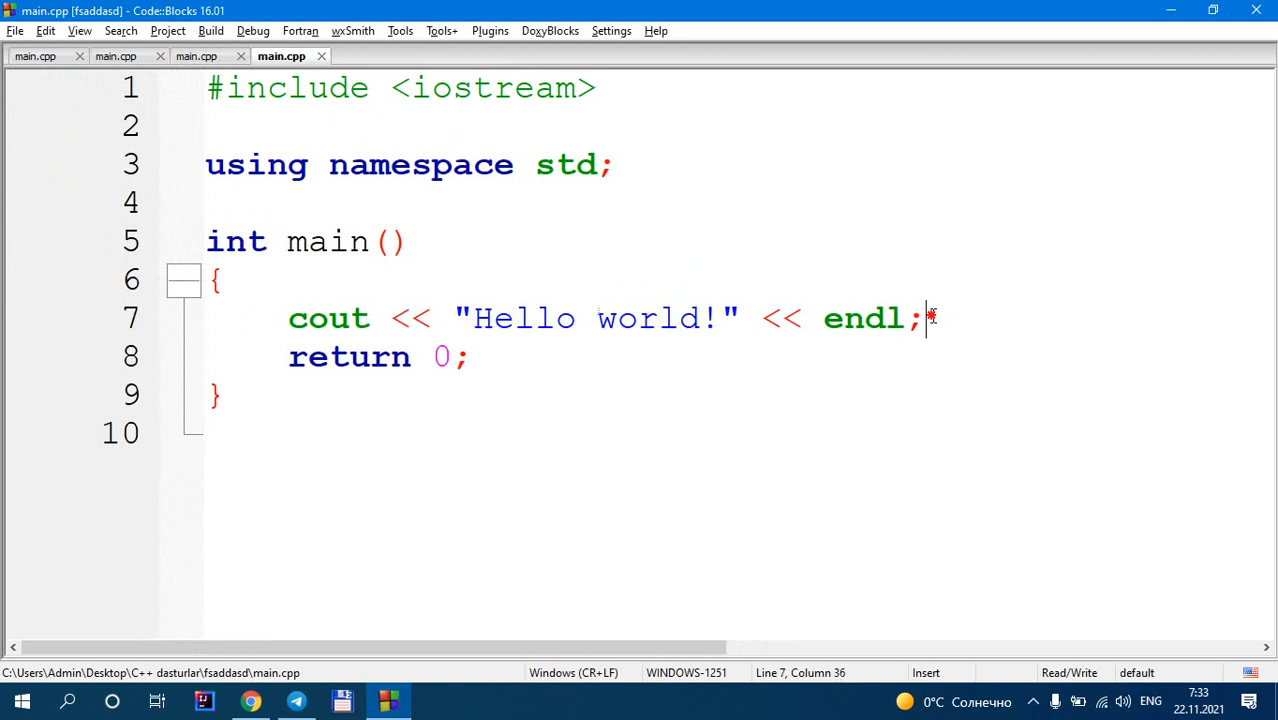 main.cpp [fsaddasd] - Code::Blocks 16.01
File Edit View Search Project Build Debug Fortran wxSmith Tools Tools+ Plugins DoxyBlocks Settings Help
main.cpp main.cpp main.cpp main.cpp
1 #include <iostream>
2
3 using namespace std;
4
5 int main()
6 {
7 cout << "Hello world!" << endl;*
8 return 0;
9 }
10
C:\Users\Admin\Desktop\C++ dasturlar\fsaddasd\main.cpp Windows (CR+LF) WINDOWS-1251 Line 7, Column 36 Insert Read/Write default
0°C Солнечно ENG 7:33
22.11.2021